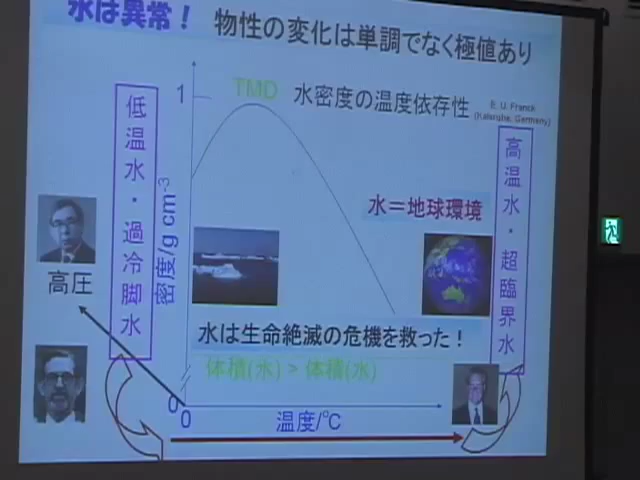 水は異常！
物性の変化は単調でなく極値あり
1
TMD
水密度の温度依存性
E. U. Franck
(Karlsruhe, Germany)
低温水・過冷脚水
密度/g cm-3
高温水・超臨界水
水＝地球環境
高圧
水は生命絶滅の危機を救った！
体積(水) > 体積(水)
0
0
温度/℃